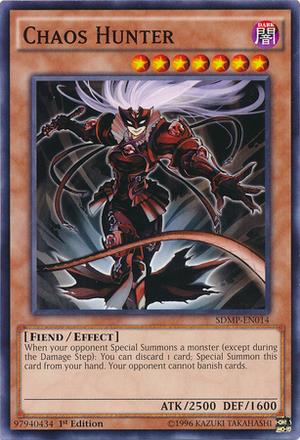 CHAOS HUNTER
DARK
闇
SDMP-EN014
[FIEND / EFFECT]
When your opponent Special Summons a monster (except during
the Damage Step): You can discard 1 card; Special Summon this
card from your hand. Your opponent cannot banish cards.
ATK/2500 DEF/1600
97940434 1st Edition ©1996 KAZUKI TAKAHASHI